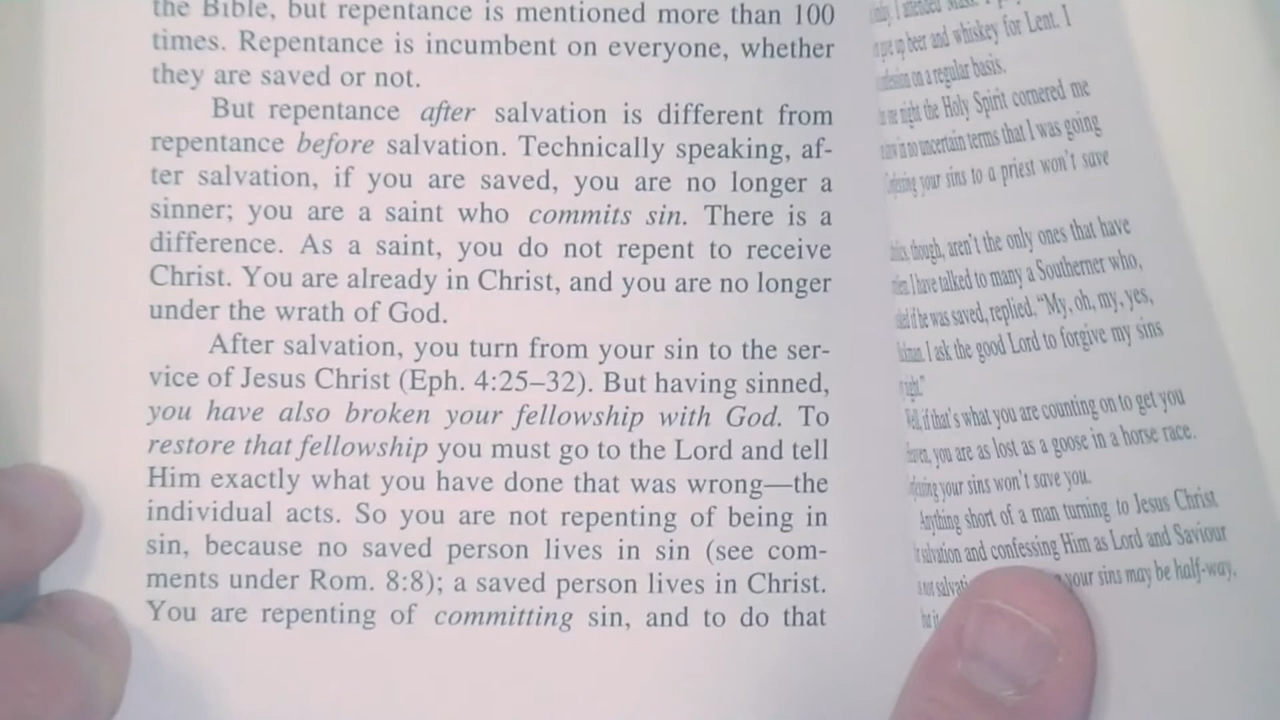 the Bible, but repentance is mentioned more than 100
times. Repentance is incumbent on everyone, whether
they are saved or not.
But repentance after salvation is different from
repentance before salvation. Technically speaking, af-
ter salvation, if you are saved, you are no longer a
sinner; you are a saint who commits sin. There is a
difference. As a saint, you do not repent to receive
Christ. You are already in Christ, and you are no longer
under the wrath of God.
After salvation, you turn from your sin to the ser-
vice of Jesus Christ (Eph. 4:25–32). But having sinned,
you have also broken your fellowship with God. To
restore that fellowship you must go to the Lord and tell
Him exactly what you have done that was wrong—the
individual acts. So you are not repenting of being in
sin, because no saved person lives in sin (see com-
ments under Rom. 8:8); a saved person lives in Christ.
You are repenting of committing sin, and to do that
I attended Mass. I
up beer and whiskey for Lent. I
on a regular basis.
night the Holy Spirit cornered me
in no uncertain terms that I was going
your sins to a priest won't save
though, aren't the only ones that have
I have talked to many a Southerner who,
if he was saved, replied, "My, oh, my, yes,
I ask the good Lord to forgive my sins
night."
Well, if that's what you are counting on to get you
you are as lost as a goose in a horse race.
your sins won't save you.
Anything short of a man turning to Jesus Christ
salvation and confessing Him as Lord and Saviour
is not your sins may be half-way,